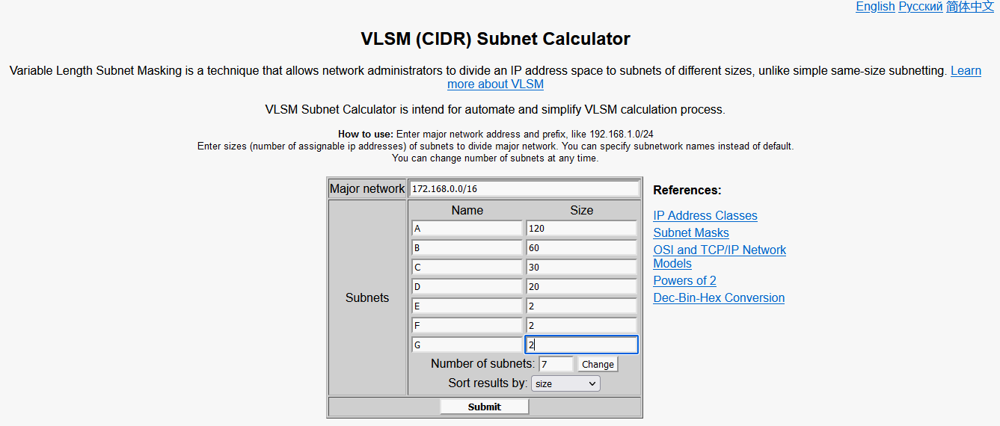 English Русский 简体中文
VLSM (CIDR) Subnet Calculator
Variable Length Subnet Masking is a technique that allows network administrators to divide an IP address space to subnets of different sizes, unlike simple same-size subnetting. Learn
more about VLSM
VLSM Subnet Calculator is intend for automate and simplify VLSM calculation process.
How to use: Enter major network address and prefix, like 192.168.1.0/24
Enter sizes (number of assignable ip addresses) of subnets to divide major network. You can specify subnetwork names instead of default.
You can change number of subnets at any time.
Major network 172.168.0.0/16
Subnets
Name Size
A 120
B 60
C 30
D 20
E 2
F 2
G 2
Number of subnets: 7 Change
Sort results by: size
Submit
References:
IP Address Classes
Subnet Masks
OSI and TCP/IP Network
Models
Powers of 2
Dec-Bin-Hex Conversion